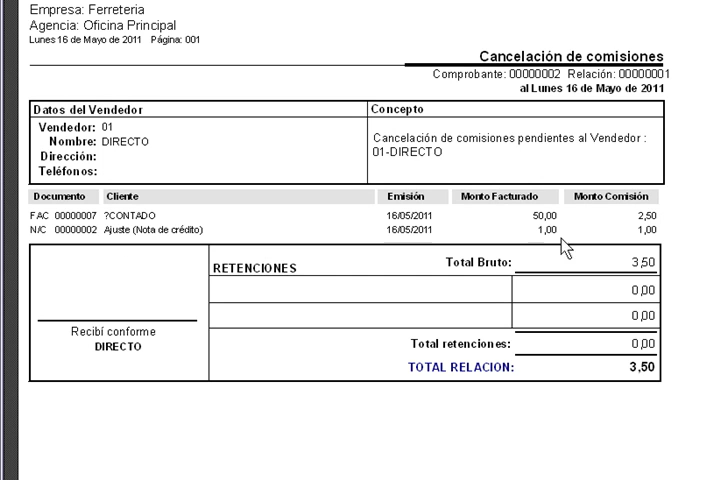 Empresa: Ferreteria
Agencia: Oficina Principal
Lunes 16 de Mayo de 2011 Página: 001
Cancelación de comisiones
Comprobante: 00000002 Relación: 00000001
al Lunes 16 de Mayo de 2011
Datos del Vendedor Concepto
Vendedor: 01
Nombre: DIRECTO
Dirección:
Teléfonos:
Cancelación de comisiones pendientes al Vendedor :
01-DIRECTO
Documento Cliente Emisión Monto Facturado Monto Comisión
FAC 00000007 ?CONTADO 16/05/2011 50,00 2,50
N/C 00000002 Ajuste (Nota de crédito) 16/05/2011 1,00 1,00
RETENCIONES Total Bruto: 3,50
0,00
0,00
Recibí conforme
DIRECTO
Total retenciones: 0,00
TOTAL RELACION: 3,50